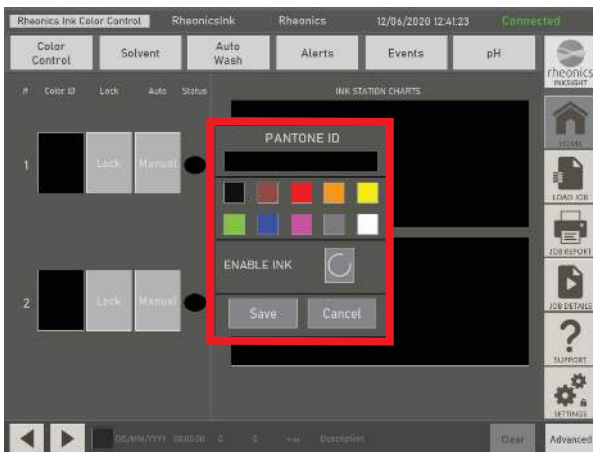 Rheonics Ink Color Control RheonicsInk Rheonics 12/06/2020 12:41:23 Connected
Color Control Solvent Auto Wash Alerts Events pH
rheonics
INKSIGHT
# Color ID Lock Auto Status INK STATION CHARTS
HOME
PANTONE ID
1 Lock Manual
LOAD JOB
JOB REPORT
ENABLE INK
2 Lock Manual
JOB DETAILS
Save Cancel
SUPPORT
SETTINGS
DD/MM/YYYY 00:00:00 Description Clear Advanced